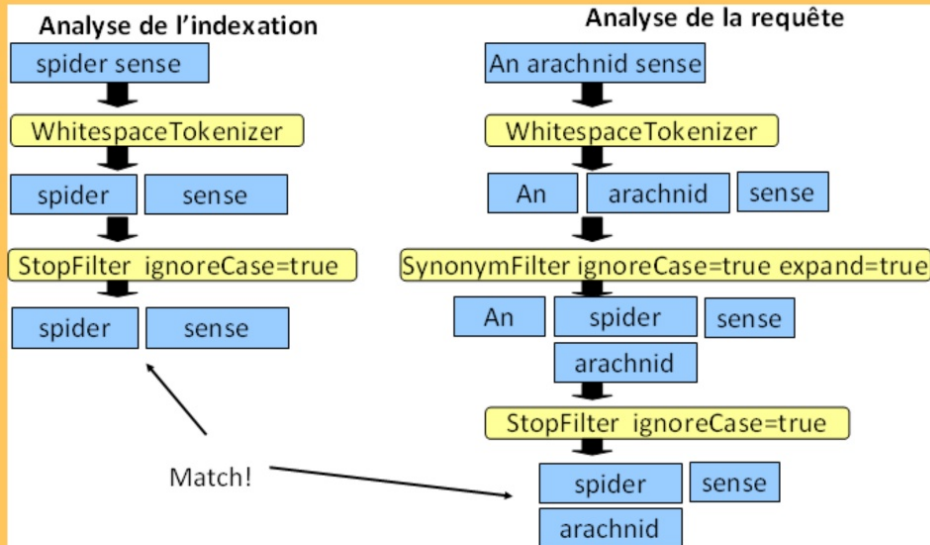 Analyse de l'indexation
spider sense
WhitespaceTokenizer
spider sense
StopFilter ignoreCase=true
spider sense
Match!
Analyse de la requête
An arachnid sense
WhitespaceTokenizer
An arachnid sense
SynonymFilter ignoreCase=true expand=true
An spider sense
arachnid
StopFilter ignoreCase=true
spider sense
arachnid